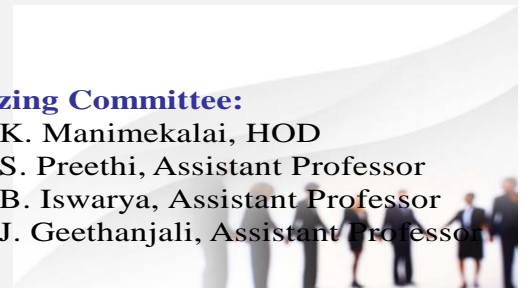 zing Committee:
K. Manimekalai, HOD
S. Preethi, Assistant Professor
B. Iswarya, Assistant Professor
J. Geethanjali, Assistant Professor